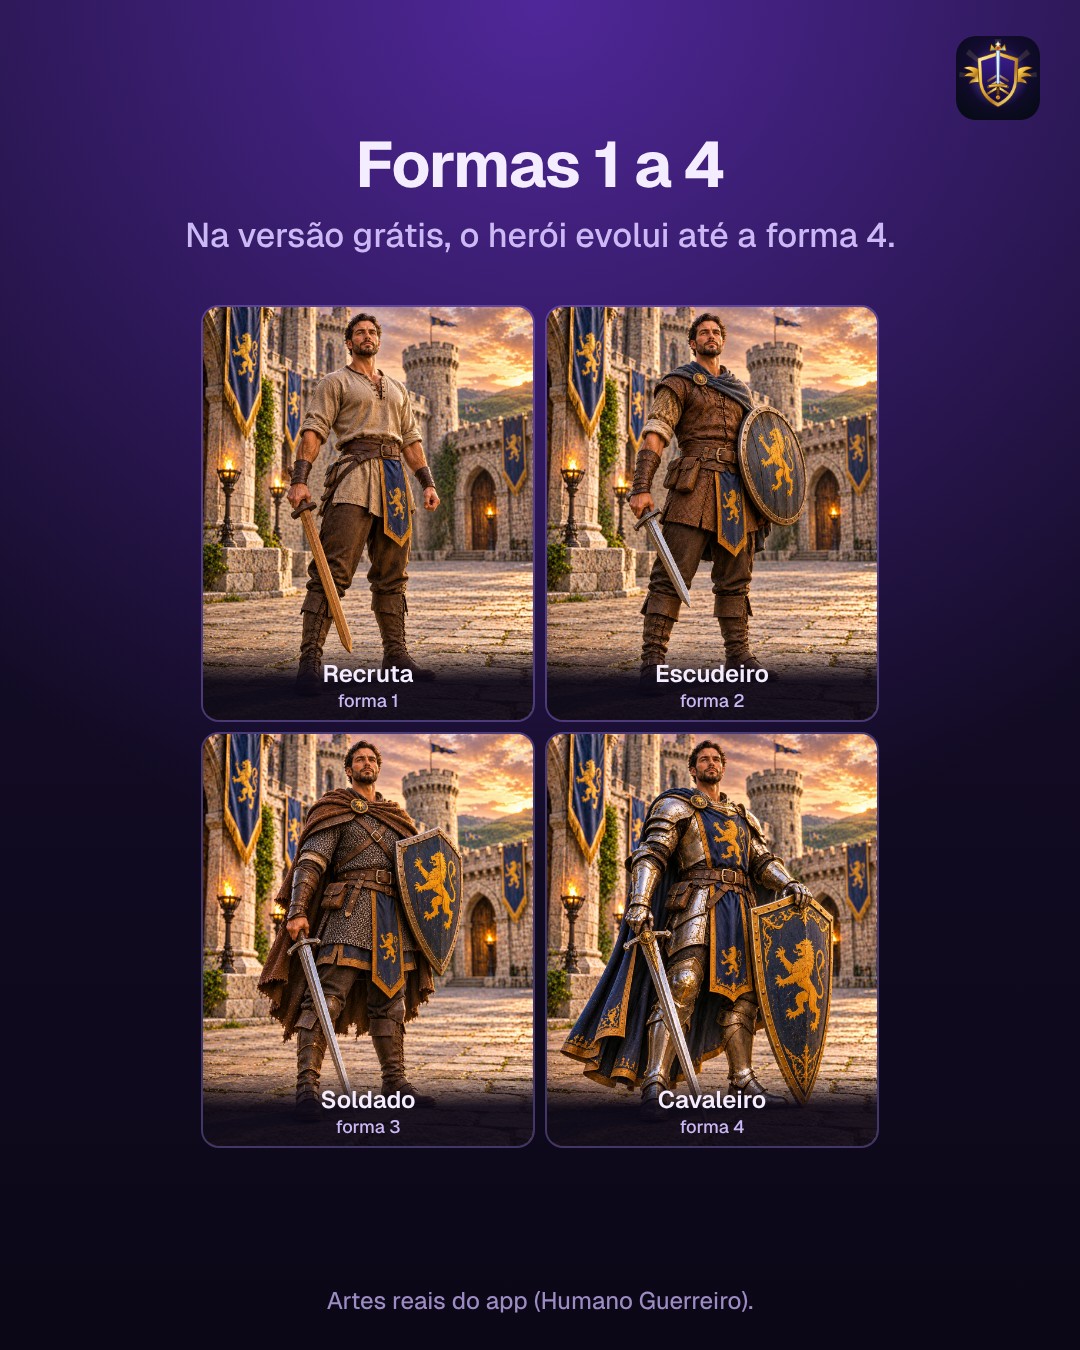 Formas 1 a 4
Na versão grátis, o herói evolui até a forma 4.
Recruta
forma 1
Escudeiro
forma 2
Soldado
forma 3
Cavaleiro
forma 4
Artes reais do app (Humano Guerreiro).